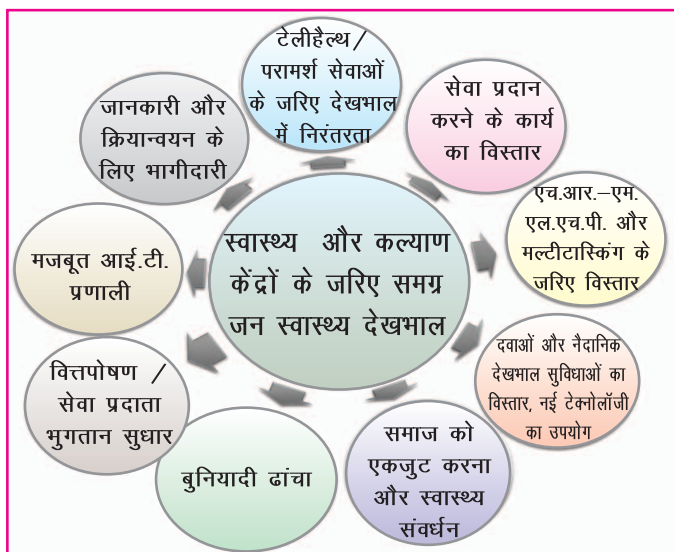 टेलीहैल्थ/
परामर्श सेवाओं
के जरिए देखभाल
में निरंतरता
सेवा प्रदान
करने के कार्य
का विस्तार
एच.आर.–एम.
एल.एच.पी. और
मल्टीटास्किंग के
जरिए विस्तार
दवाओं और नैदानिक
देखभाल सुविधाओं का
विस्तार, नई टेक्नोलॉजी
का उपयोग
समाज को
एकजुट करना
और स्वास्थ्य
संवर्धन
बुनियादी ढांचा
वित्तपोषण /
सेवा प्रदाता
भुगतान सुधार
मजबूत आई.टी.
प्रणाली
जानकारी और
क्रियान्वयन के
लिए भागीदारी
स्वास्थ्य और कल्याण
केंद्रों के जरिए समग्र
जन स्वास्थ्य देखभाल